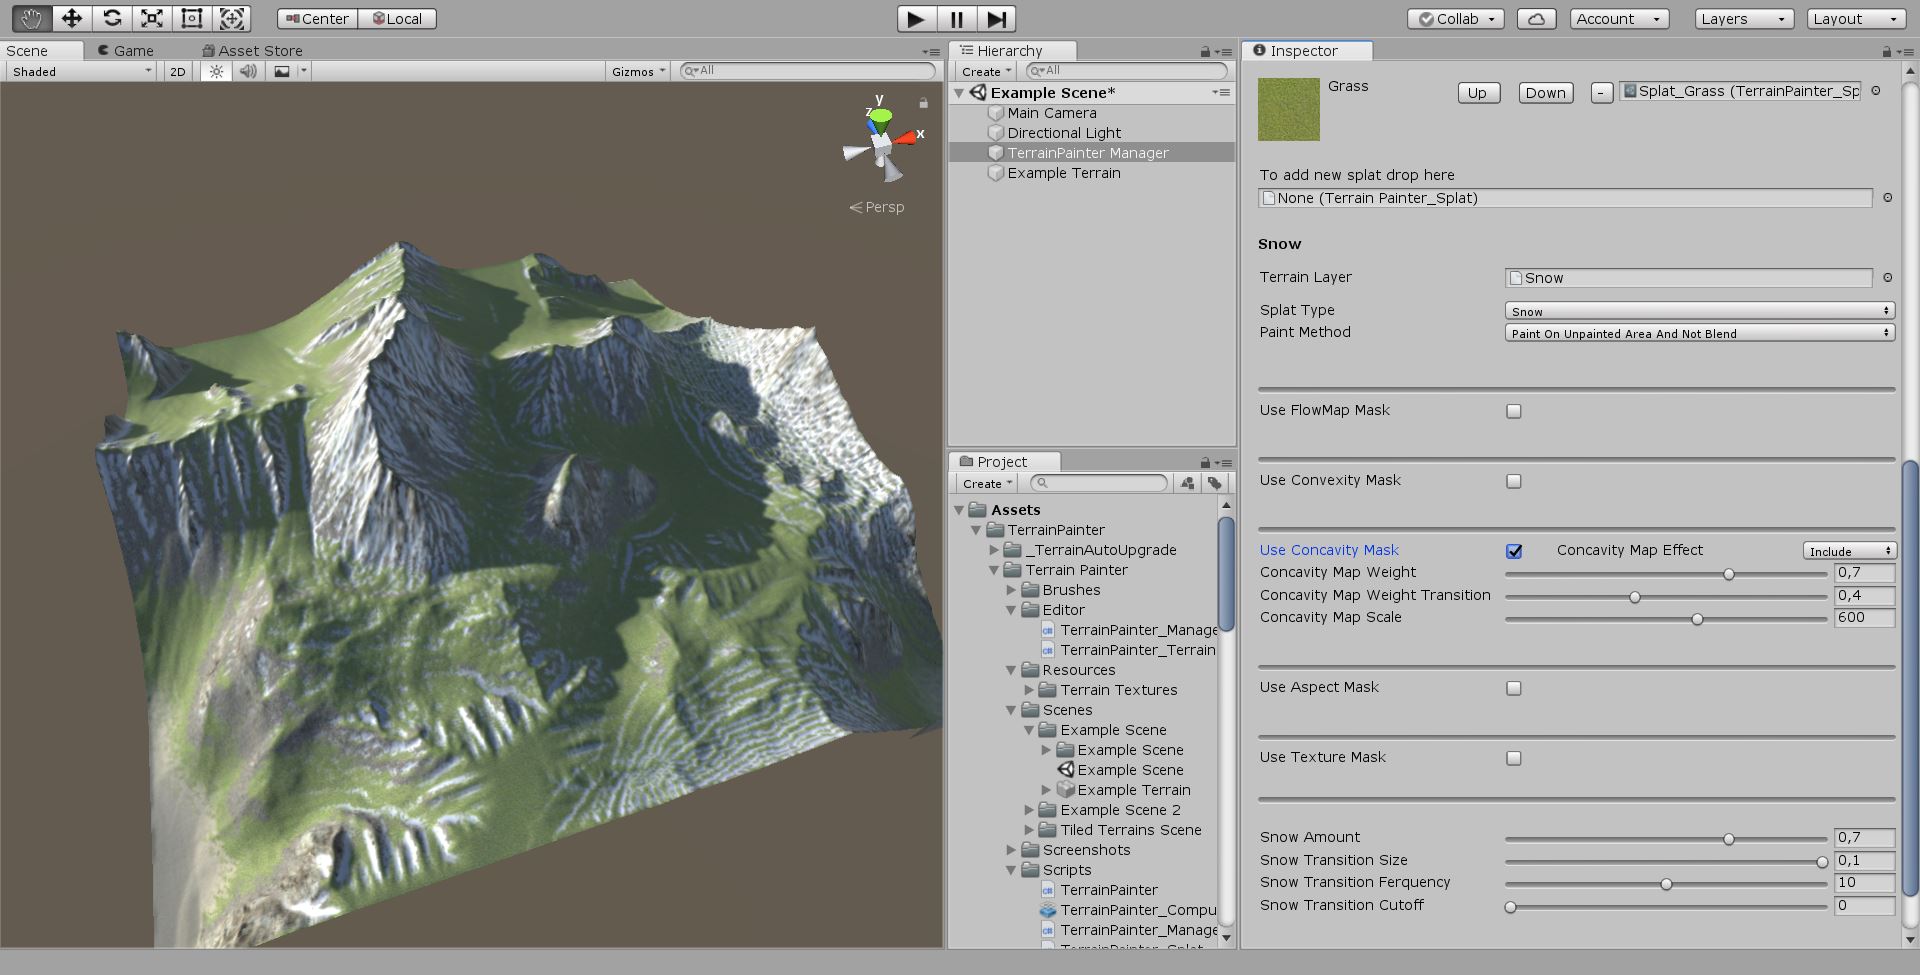 Center Local Collab Account Layers Layout
Scene Game Asset Store
Shaded 2D Gizmos All
y
z
x
Persp
Hierarchy
Create All
Example Scene*
Main Camera
Directional Light
TerrainPainter Manager
Example Terrain
Project
Create
Assets
TerrainPainter
_TerrainAutoUpgrade
Terrain Painter
Brushes
Editor
TerrainPainter_Manage
TerrainPainter_Terrain
Resources
Terrain Textures
Scenes
Example Scene
Example Scene
Example Scene
Example Terrain
Example Scene 2
Tiled Terrains Scene
Screenshots
Scripts
TerrainPainter
TerrainPainter_Compu
TerrainPainter_Manage
TerrainPainter_Splat
Inspector
Grass Up Down - Splat_Grass (TerrainPainter_Sp
To add new splat drop here
None (Terrain Painter_Splat)
Snow
Terrain Layer Snow
Splat Type Snow
Paint Method Paint On Unpainted Area And Not Blend
Use FlowMap Mask
Use Convexity Mask
Use Concavity Mask Concavity Map Effect Include
Concavity Map Weight 0,7
Concavity Map Weight Transition 0,4
Concavity Map Scale 600
Use Aspect Mask
Use Texture Mask
Snow Amount 0,7
Snow Transition Size 0,1
Snow Transition Ferquency 10
Snow Transition Cutoff 0